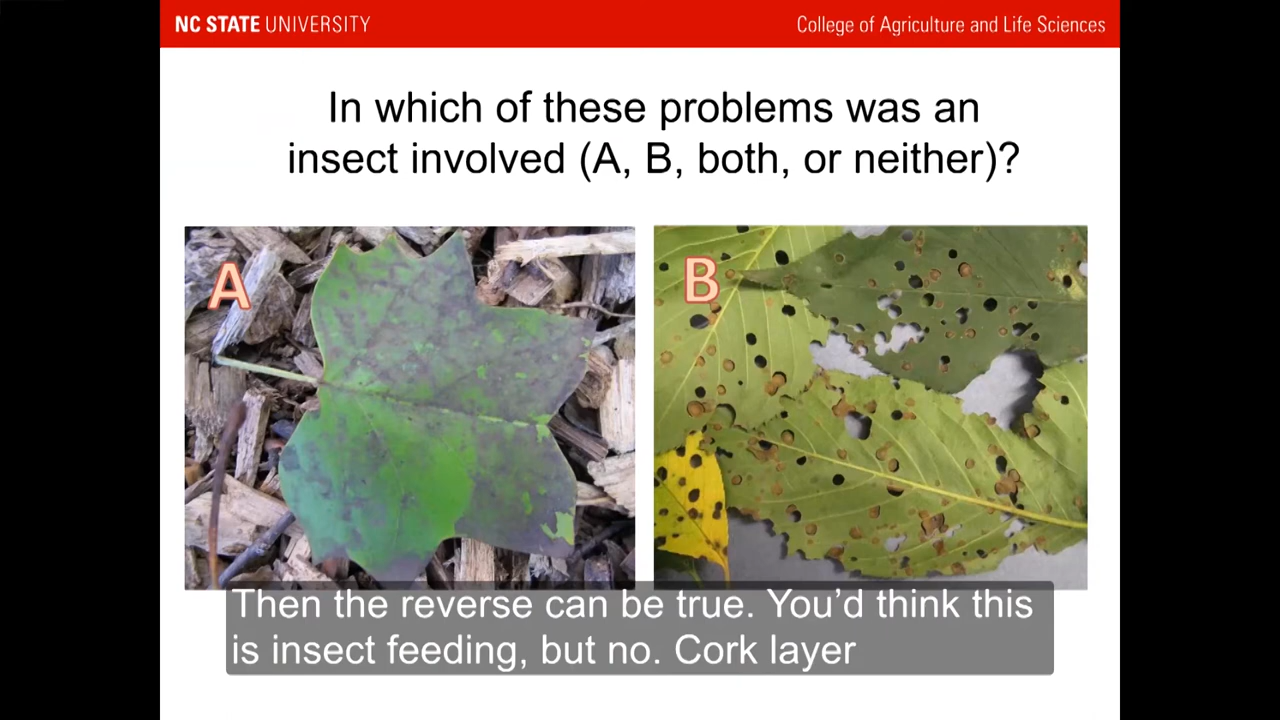 NC STATE UNIVERSITY
College of Agriculture and Life Sciences
In which of these problems was an
insect involved (A, B, both, or neither)?
A
B
Then the reverse can be true. You’d think this
is insect feeding, but no. Cork layer